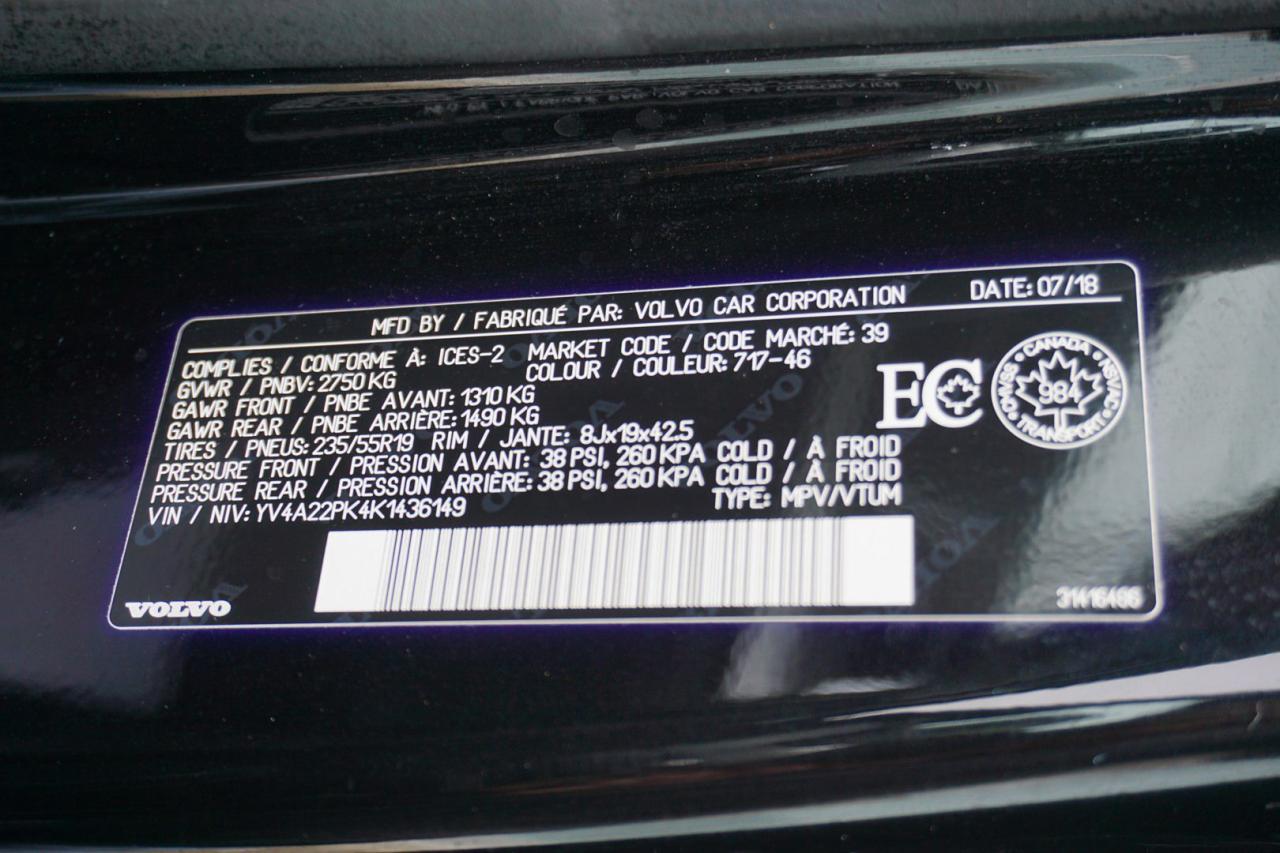 MFD BY / FABRIQUÉ PAR: VOLVO CAR CORPORATION DATE: 07/18
COMPLIES / CONFORME À: ICES-2 MARKET CODE / CODE MARCHÉ: 39
GVWR / PNBV: 2750 KG COLOUR / COULEUR: 717-46
GAWR FRONT / PNBE AVANT: 1310 KG
GAWR REAR / PNBE ARRIÈRE: 1490 KG
TIRES / PNEUS: 235/55R19 RIM / JANTE: 8Jx19x42.5
PRESSURE FRONT / PRESSION AVANT: 38 PSI, 260 KPA COLD / À FROID
PRESSURE REAR / PRESSION ARRIÈRE: 38 PSI, 260 KPA COLD / À FROID
VIN / NIV: YV4A22PK4K1436149 TYPE: MPV/VTUM
EC
CANADA
984
TRANSPORT
NSVAC
CMVSS
VOLVO
31416466